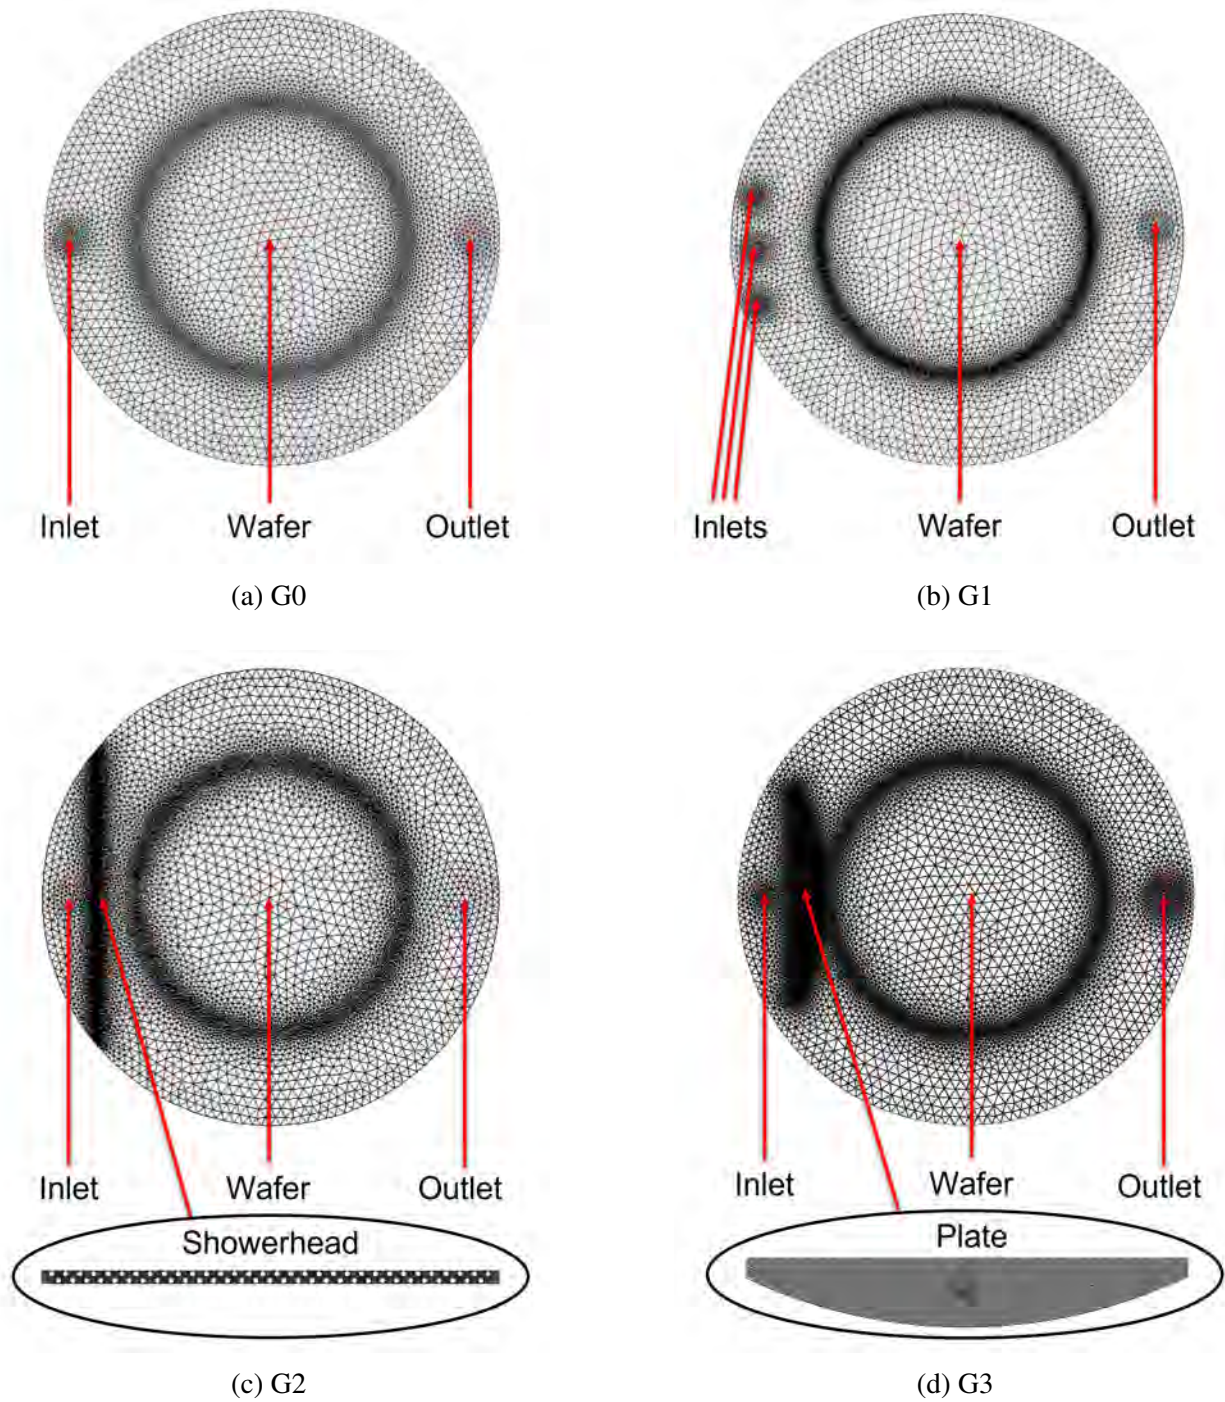 Inlet Wafer Outlet
(a) G0
Inlets Wafer Outlet
(b) G1
Inlet Wafer Outlet
Showerhead
(c) G2
Inlet Wafer Outlet
Plate
(d) G3